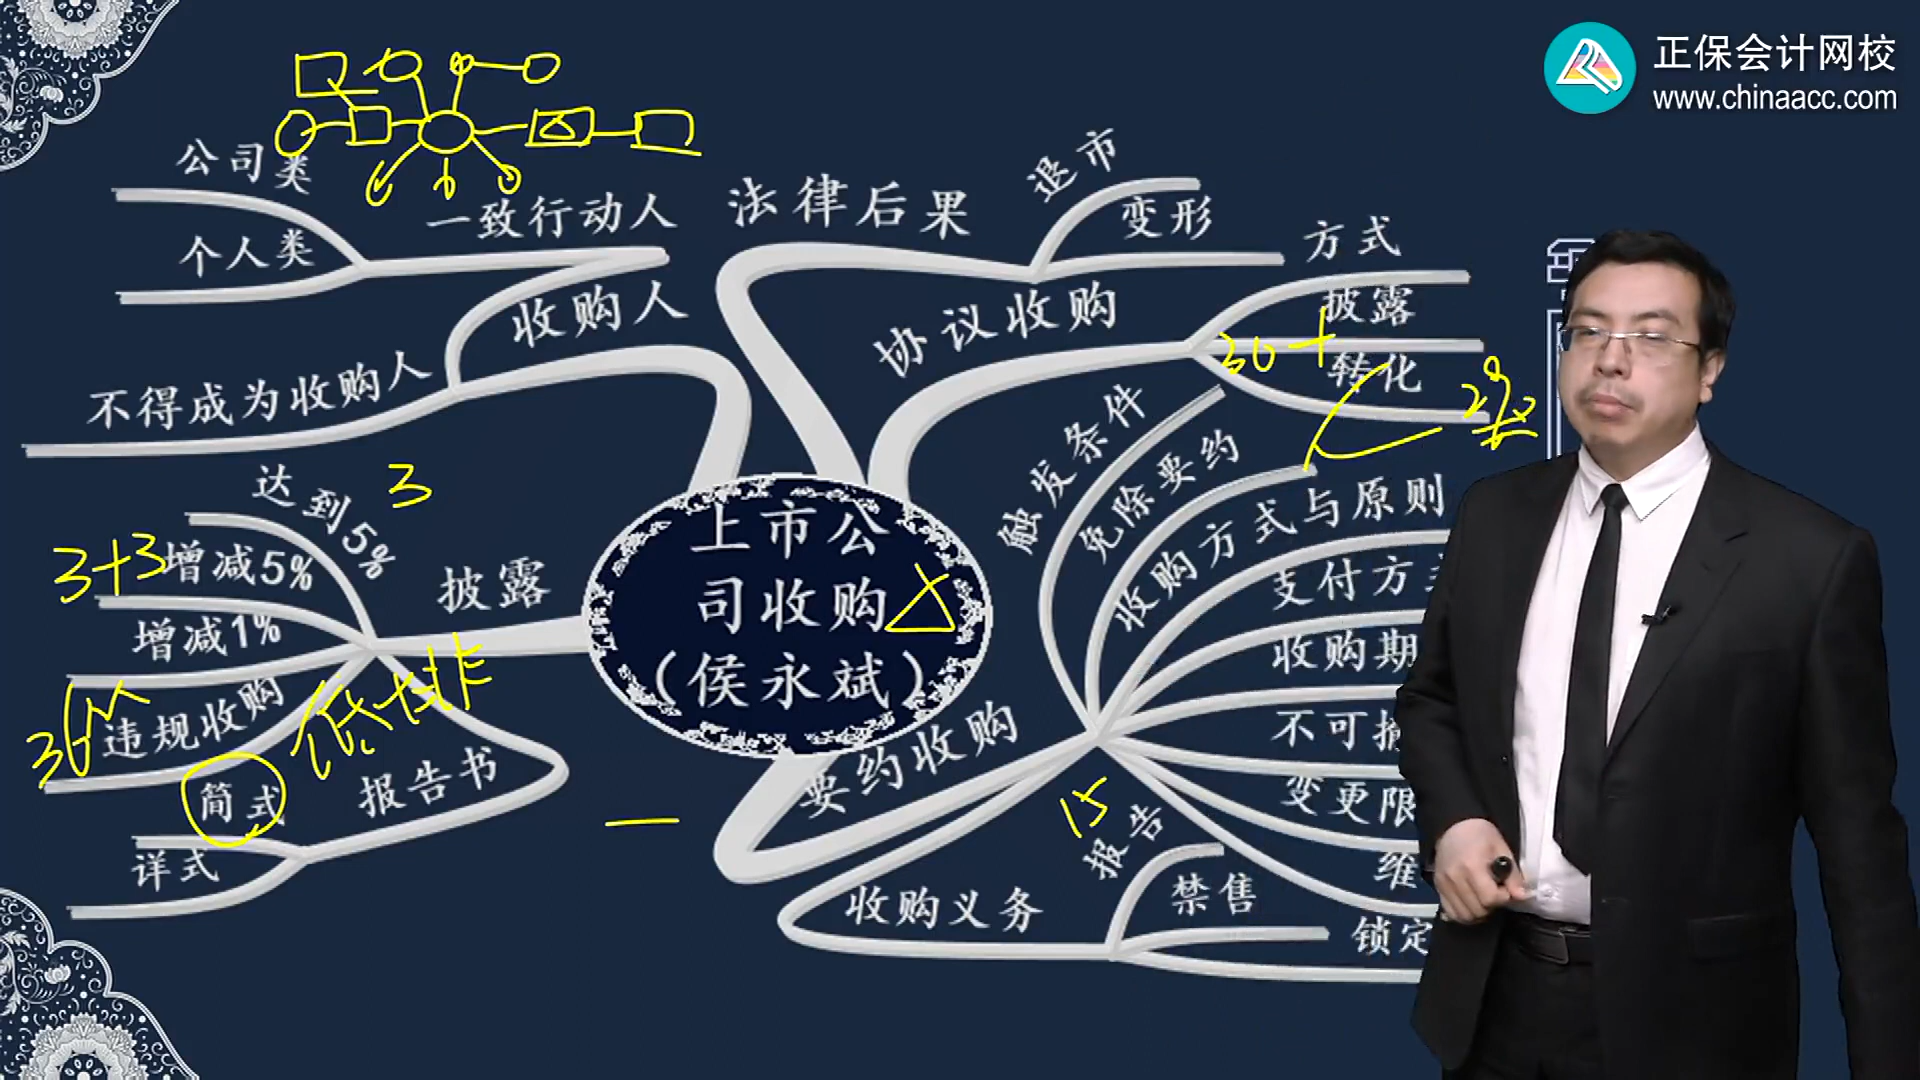 正保会计网校
www.chinaacc.com
公司类
个人类
一致行动人
收购人
不得成为收购人
法律后果
退市
变形
协议收购
方式
披露
转化
30+
2%
达到5%
3
增减5%
3+3
增减1%
违规收购
36个
披露
报告书
简式
详式
上市公
司收购
（侯永斌）
要约收购
触发条件
免除要约
收购方式与原则
支付方
收购期
不可
变更限
维
锁定
收购义务
15
报告
禁售